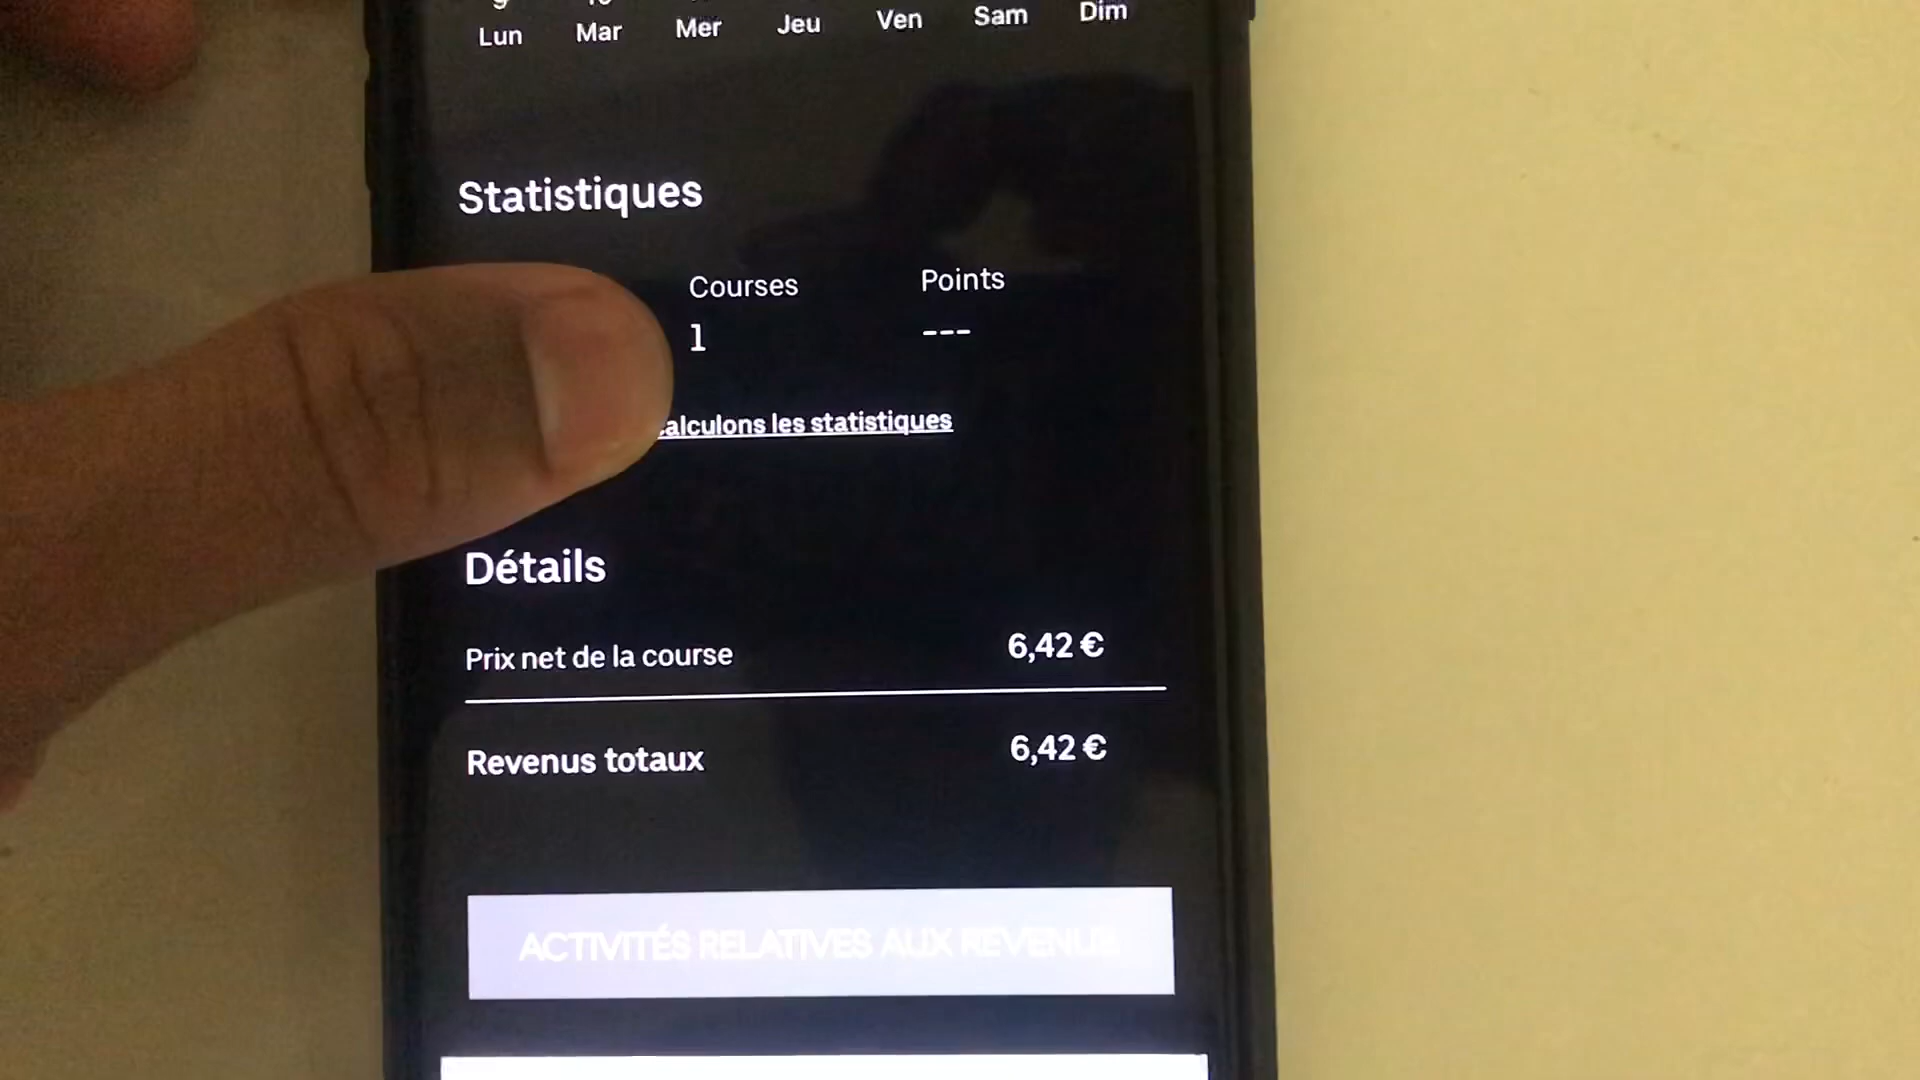 Lun Mar Mer Jeu Ven Sam Dim
Statistiques
Courses Points
1 ---
alculons les statistiques
Détails
Prix net de la course 6,42 €
Revenus totaux 6,42 €
ACTIVITÉS RELATIVES AUX REVENUS